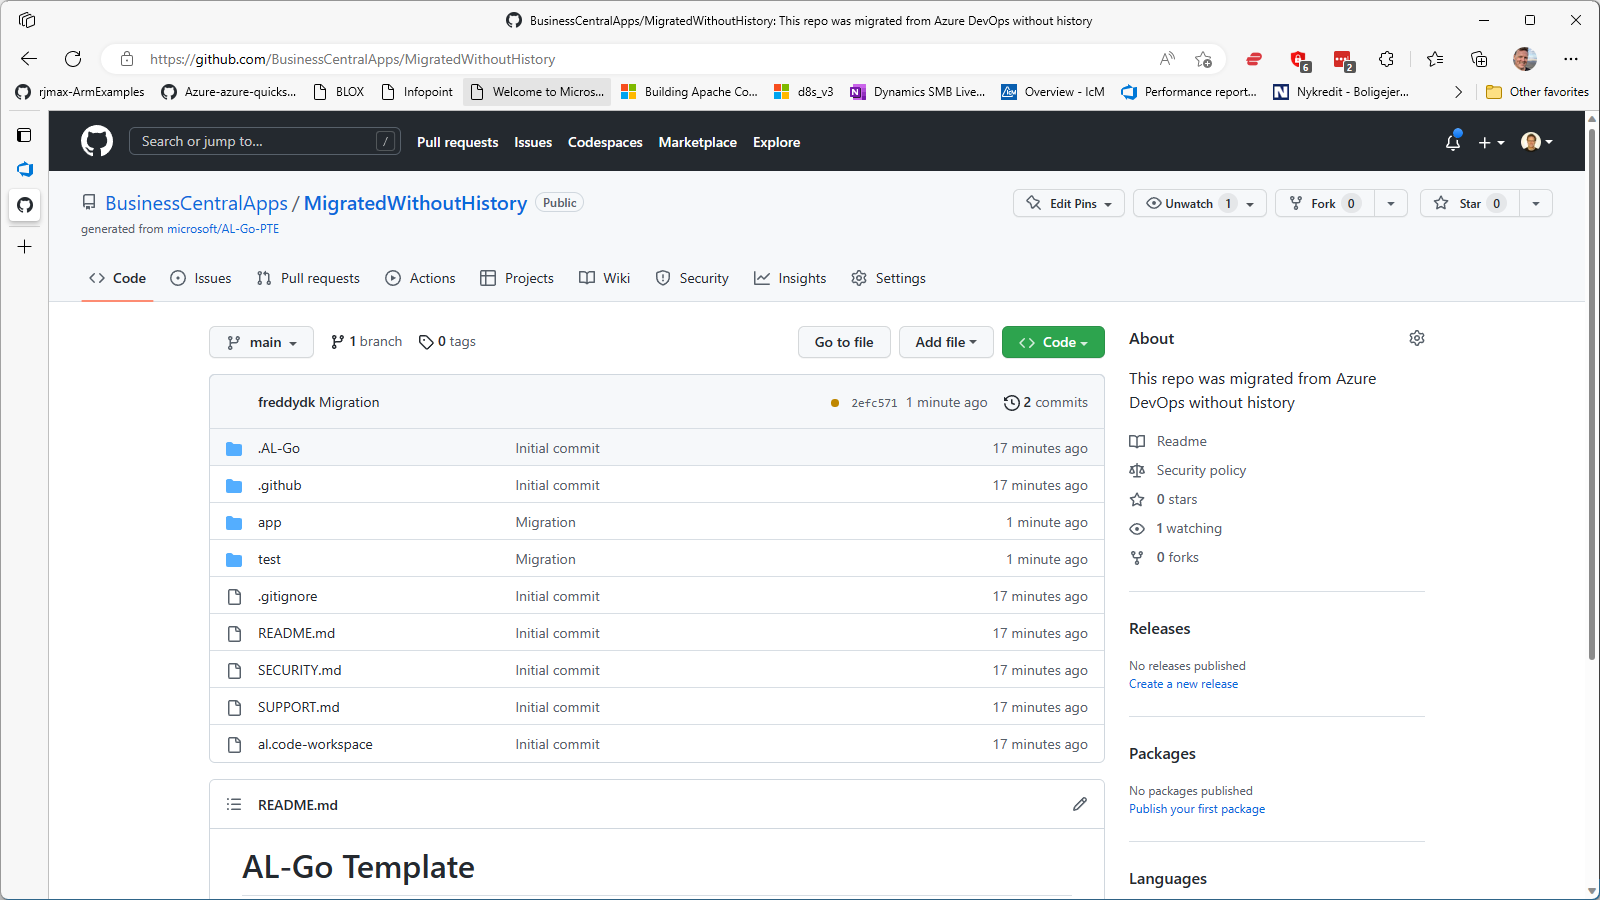 BusinessCentralApps/MigratedWithoutHistory: This repo was migrated from Azure DevOps without history
https://github.com/BusinessCentralApps/MigratedWithoutHistory
6
2
rjmax-ArmExamples
Azure-azure-quicks...
BLOX
Infopoint
Welcome to Micros...
Building Apache Co...
d8s_v3
Dynamics SMB Live...
Overview - IcM
Performance report...
Nykredit - Boligejer...
Other favorites
Search or jump to...
/
Pull requests
Issues
Codespaces
Marketplace
Explore
BusinessCentralApps / MigratedWithoutHistory
Public
Edit Pins
Unwatch 1
Fork 0
Star 0
generated from microsoft/AL-Go-PTE
Code
Issues
Pull requests
Actions
Projects
Wiki
Security
Insights
Settings
main
1 branch
0 tags
Go to file
Add file
Code
freddydk Migration
2efc571 1 minute ago
2 commits
.AL-Go Initial commit 17 minutes ago
.github Initial commit 17 minutes ago
app Migration 1 minute ago
test Migration 1 minute ago
.gitignore Initial commit 17 minutes ago
README.md Initial commit 17 minutes ago
SECURITY.md Initial commit 17 minutes ago
SUPPORT.md Initial commit 17 minutes ago
al.code-workspace Initial commit 17 minutes ago
README.md
AL-Go Template
About
This repo was migrated from Azure
DevOps without history
Readme
Security policy
0 stars
1 watching
0 forks
Releases
No releases published
Create a new release
Packages
No packages published
Publish your first package
Languages